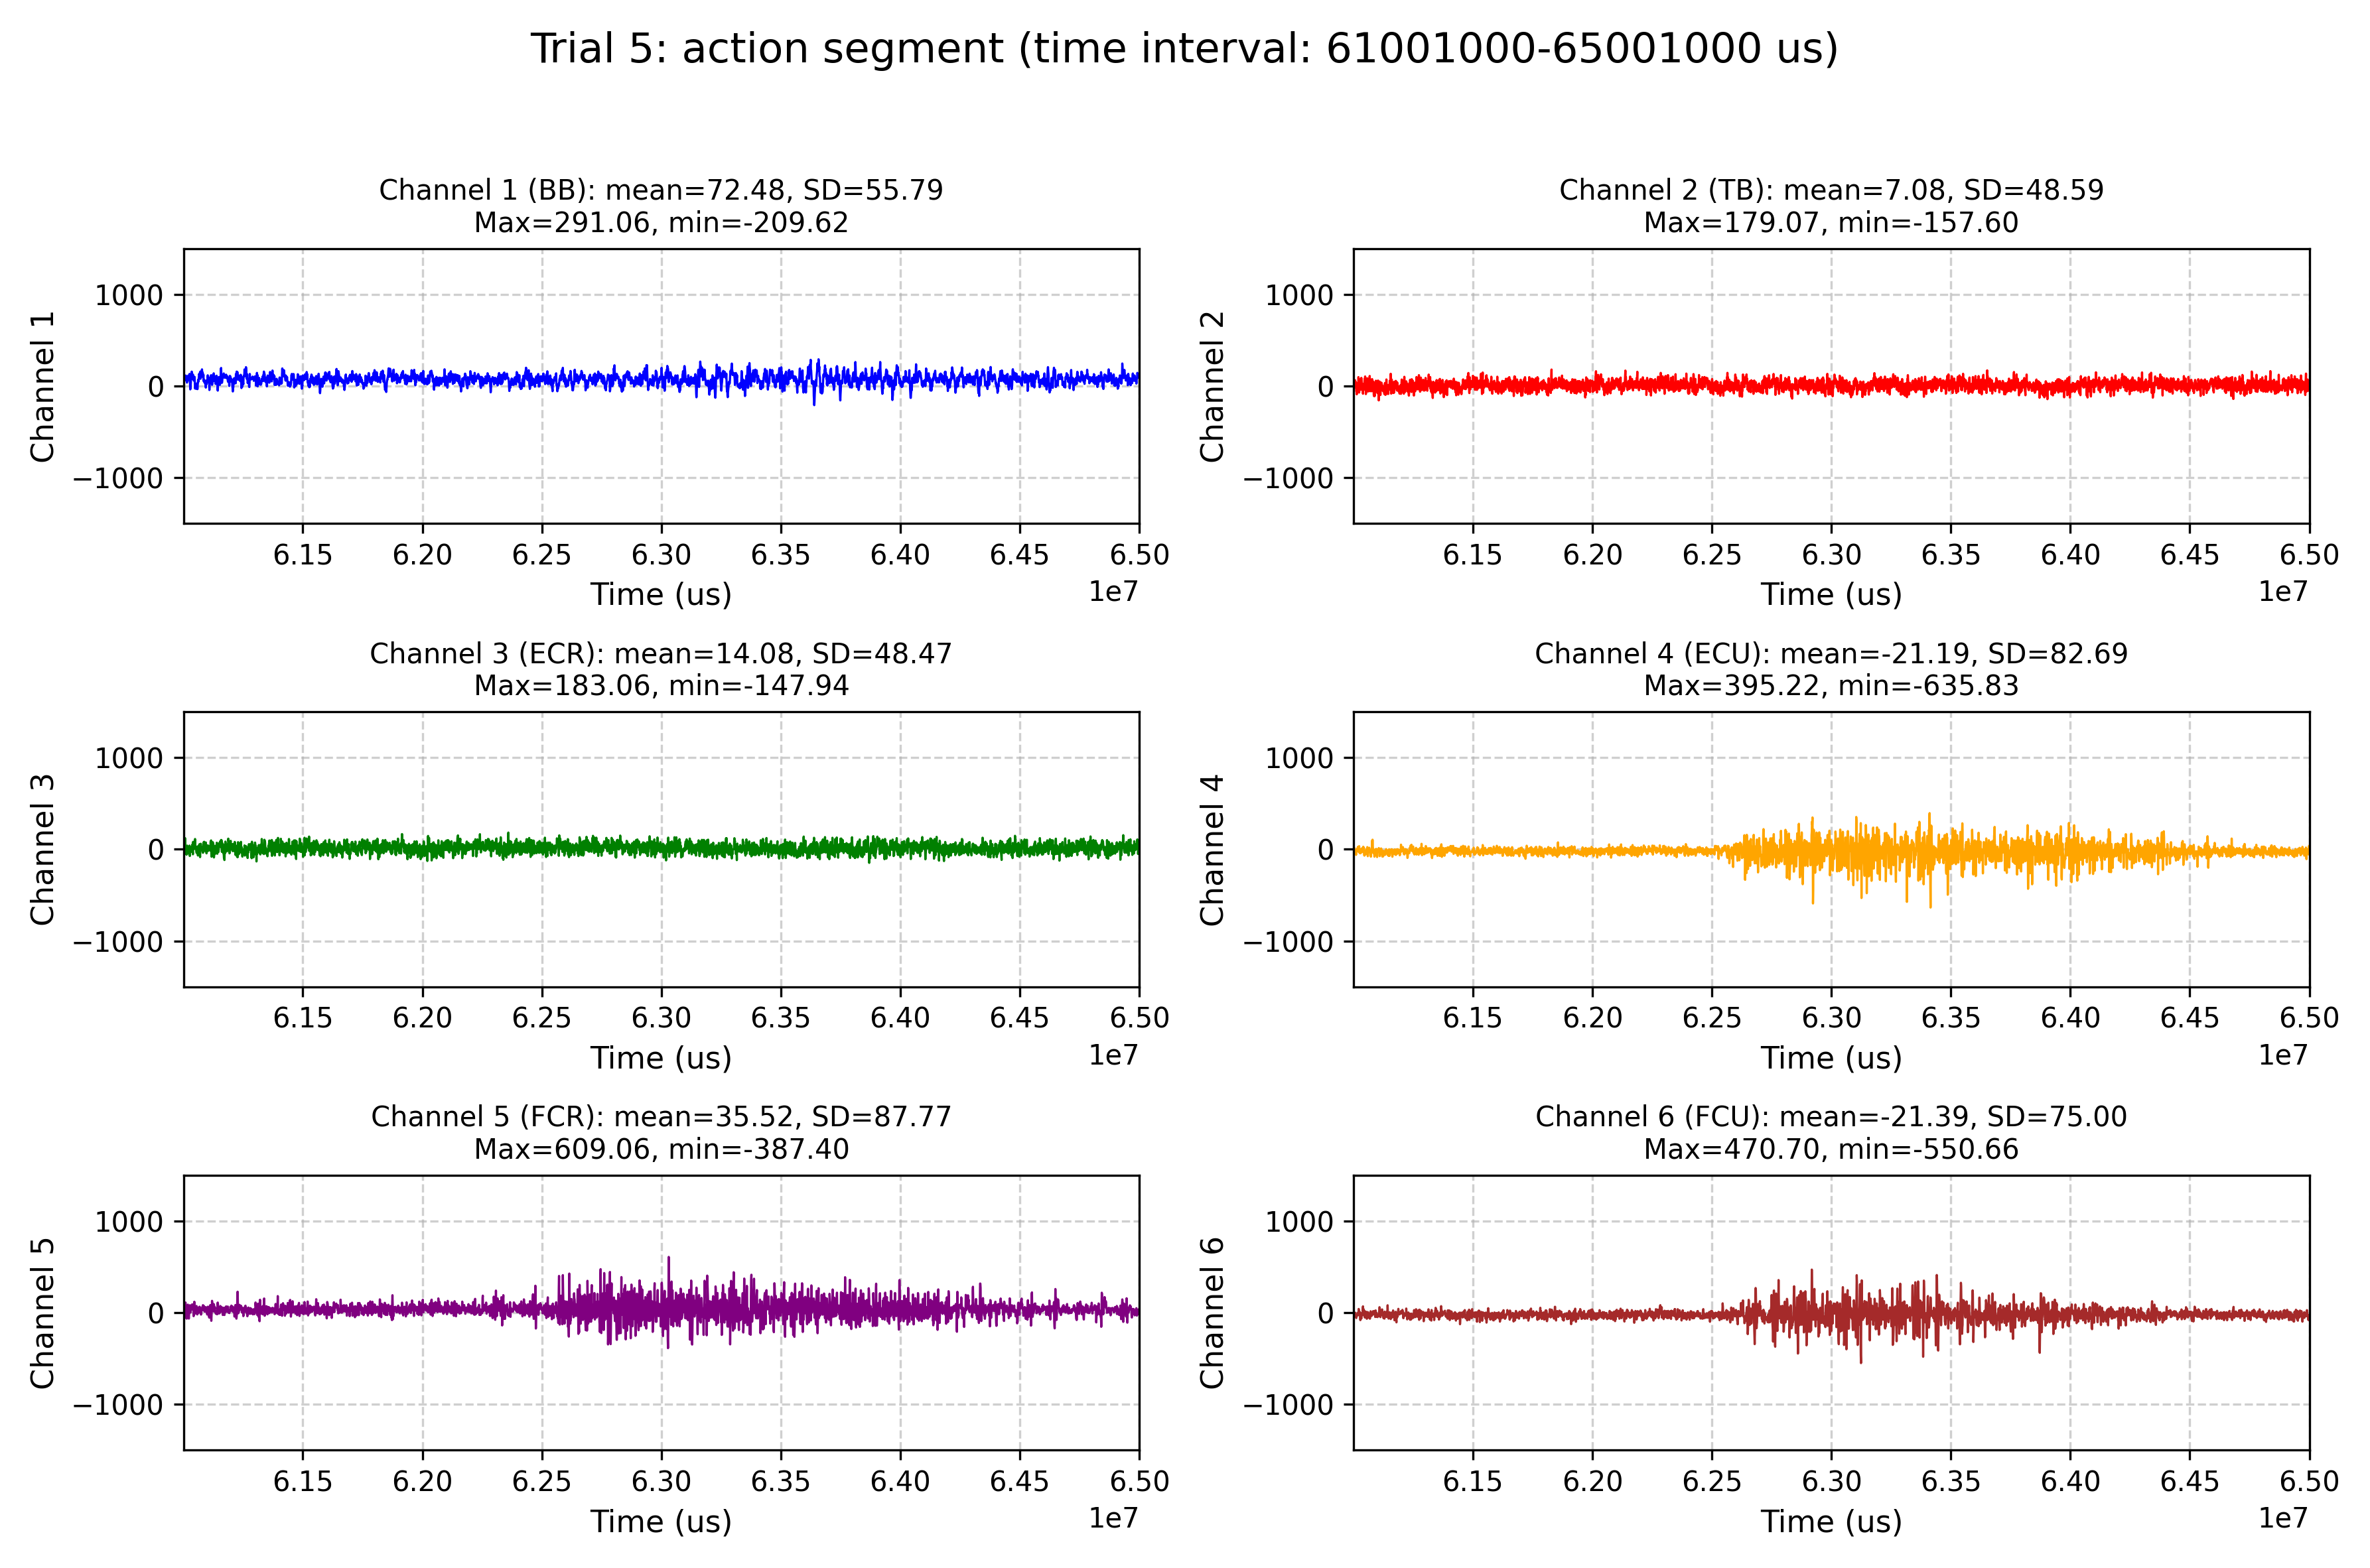 Trial 5: action segment (time interval: 61001000-65001000 us)
Channel 1 (BB): mean=72.48, SD=55.79
Max=291.06, min=-209.62
Channel 1
1000
0
−1000
6.15 6.20 6.25 6.30 6.35 6.40 6.45 6.50
Time (us)
1e7
Channel 2 (TB): mean=7.08, SD=48.59
Max=179.07, min=-157.60
Channel 2
1000
0
−1000
6.15 6.20 6.25 6.30 6.35 6.40 6.45 6.50
Time (us)
1e7
Channel 3 (ECR): mean=14.08, SD=48.47
Max=183.06, min=-147.94
Channel 3
1000
0
−1000
6.15 6.20 6.25 6.30 6.35 6.40 6.45 6.50
Time (us)
1e7
Channel 4 (ECU): mean=-21.19, SD=82.69
Max=395.22, min=-635.83
Channel 4
1000
0
−1000
6.15 6.20 6.25 6.30 6.35 6.40 6.45 6.50
Time (us)
1e7
Channel 5 (FCR): mean=35.52, SD=87.77
Max=609.06, min=-387.40
Channel 5
1000
0
−1000
6.15 6.20 6.25 6.30 6.35 6.40 6.45 6.50
Time (us)
1e7
Channel 6 (FCU): mean=-21.39, SD=75.00
Max=470.70, min=-550.66
Channel 6
1000
0
−1000
6.15 6.20 6.25 6.30 6.35 6.40 6.45 6.50
Time (us)
1e7